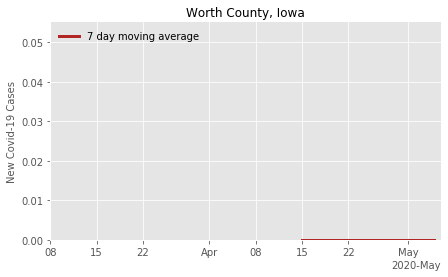 Worth County, Iowa
7 day moving average
New Covid-19 Cases
0.05
0.04
0.03
0.02
0.01
0.00
08 15 22 Apr 08 15 22 May
2020-May